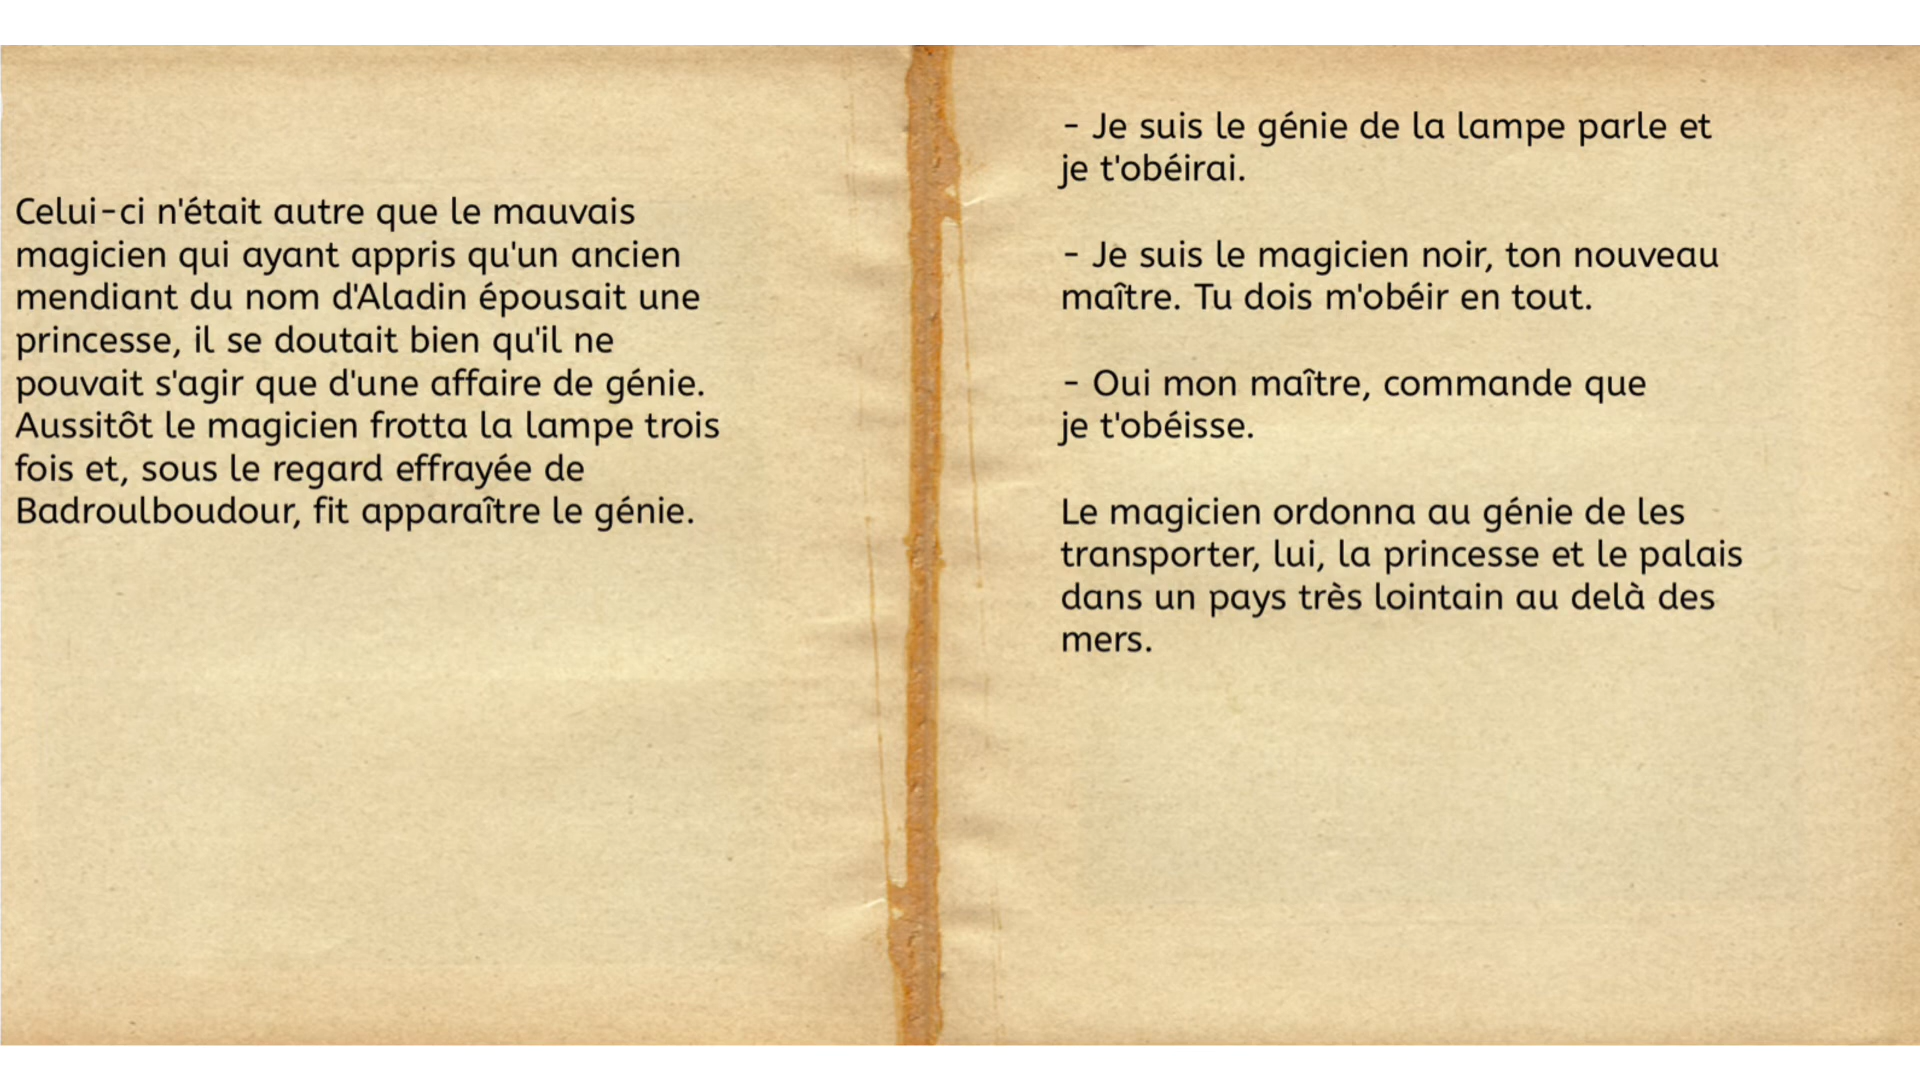 Celui-ci n'était autre que le mauvais
magicien qui ayant appris qu'un ancien
mendiant du nom d'Aladin épousait une
princesse, il se doutait bien qu'il ne
pouvait s'agir que d'une affaire de génie.
Aussitôt le magicien frotta la lampe trois
fois et, sous le regard effrayée de
Badroulboudour, fit apparaître le génie.
- Je suis le génie de la lampe parle et
je t'obéirai.
- Je suis le magicien noir, ton nouveau
maître. Tu dois m'obéir en tout.
- Oui mon maître, commande que
je t'obéisse.
Le magicien ordonna au génie de les
transporter, lui, la princesse et le palais
dans un pays très lointain au delà des
mers.